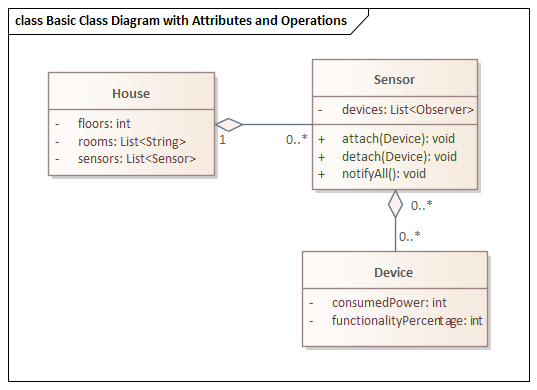 class Basic Class Diagram with Attributes and Operations
House
- floors: int
- rooms: List<String>
- sensors: List<Sensor>
1
0..*
Sensor
- devices: List<Observer>
+ attach(Device): void
+ detach(Device): void
+ notifyAll(): void
0..*
0..*
Device
- consumedPower: int
- functionalityPercentage: int